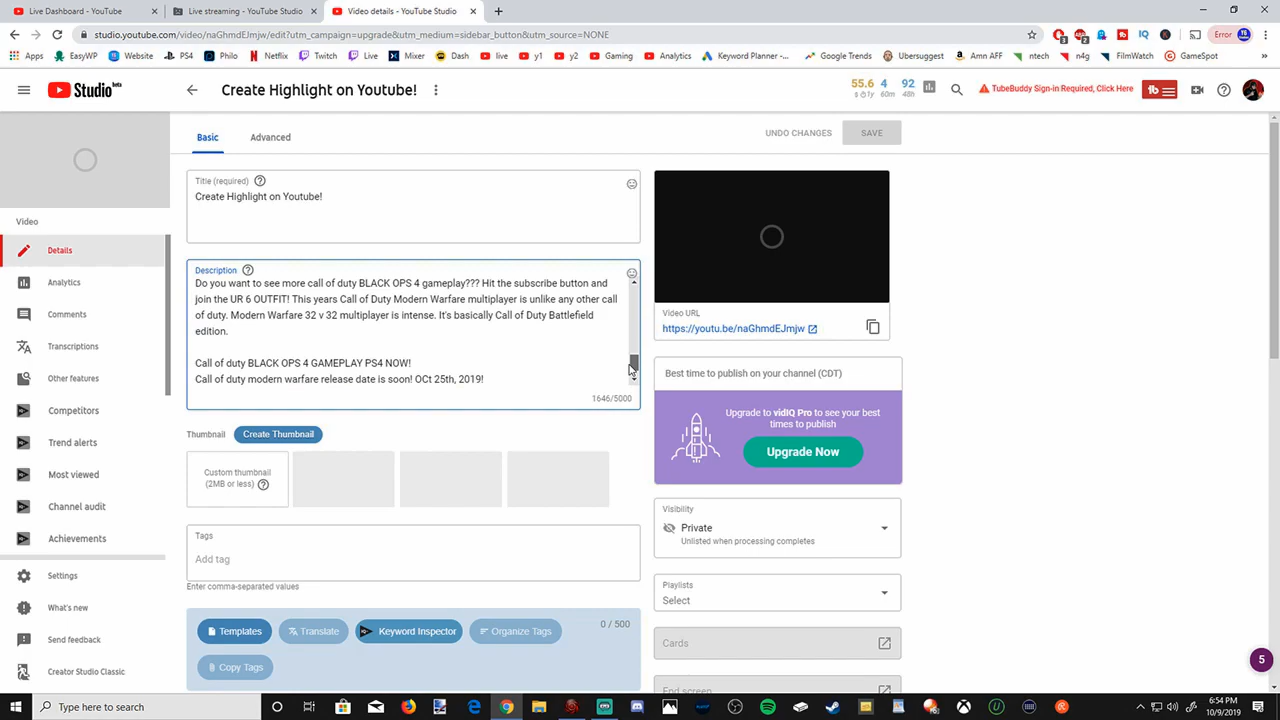 Live Dashboard - YouTube
Live streaming - YouTube Studio
Video details - YouTube Studio
studio.youtube.com/video/naGhmdEJmjw/edit?utm_campaign=upgrade&utm_medium=sidebar_button&utm_source=NONE
Error
Apps EasyWP Website PS4 Philo Netflix Twitch Live Mixer Dash live y1 y2 Gaming Analytics Keyword Planner -... Google Trends Ubersuggest Amn AFF ntech n4g FilmWatch GameSpot
Studio beta
Create Highlight on Youtube!
55.6 4 92
1y 60m 48h
TubeBuddy Sign-in Required, Click Here
tb
Basic Advanced
UNDO CHANGES SAVE
Video
Details
Analytics
Comments
Transcriptions
Other features
Competitors
Trend alerts
Most viewed
Channel audit
Achievements
Settings
What's new
Send feedback
Creator Studio Classic
Title (required)
Create Highlight on Youtube!
Description
Do you want to see more call of duty BLACK OPS 4 gameplay??? Hit the subscribe button and
join the UR 6 OUTFIT! This years Call of Duty Modern Warfare multiplayer is unlike any other call
of duty. Modern Warfare 32 v 32 multiplayer is intense. It's basically Call of Duty Battlefield
edition.
Call of duty BLACK OPS 4 GAMEPLAY PS4 NOW!
Call of duty modern warfare release date is soon! OCt 25th, 2019!
1646/5000
Thumbnail Create Thumbnail
Custom thumbnail
(2MB or less)
Tags
Add tag
Enter comma-separated values
Templates Translate Keyword Inspector Organize Tags 0 / 500
Copy Tags
Video URL
https://youtu.be/naGhmdEJmjw
Best time to publish on your channel (CDT)
Upgrade to vidIQ Pro to see your best
times to publish
Upgrade Now
Visibility
Private
Unlisted when processing completes
Playlists
Select
Cards
End screen
5
Type here to search
6:54 PM
10/9/2019